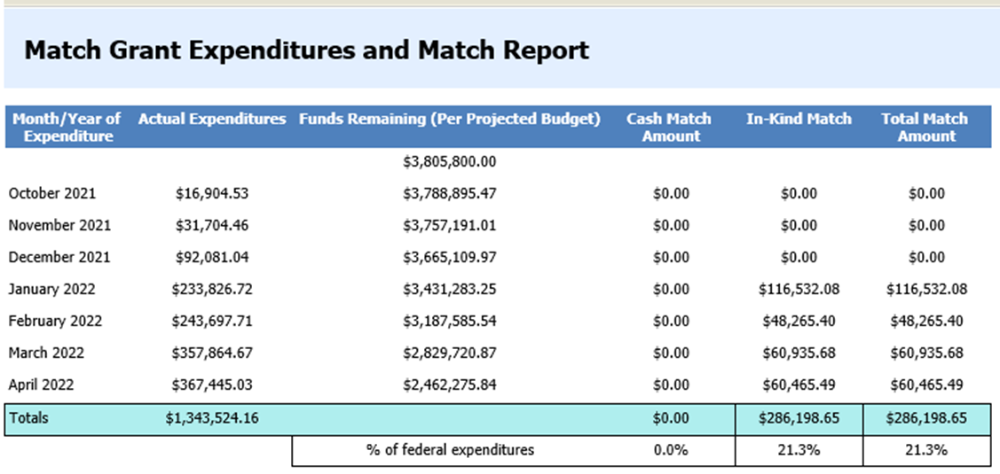 Match Grant Expenditures and Match Report
Month/Year of Expenditure Actual Expenditures Funds Remaining (Per Projected Budget) Cash Match Amount In-Kind Match Total Match Amount
$3,805,800.00
October 2021 $16,904.53 $3,788,895.47 $0.00 $0.00 $0.00
November 2021 $31,704.46 $3,757,191.01 $0.00 $0.00 $0.00
December 2021 $92,081.04 $3,665,109.97 $0.00 $0.00 $0.00
January 2022 $233,826.72 $3,431,283.25 $0.00 $116,532.08 $116,532.08
February 2022 $243,697.71 $3,187,585.54 $0.00 $48,265.40 $48,265.40
March 2022 $357,864.67 $2,829,720.87 $0.00 $60,935.68 $60,935.68
April 2022 $367,445.03 $2,462,275.84 $0.00 $60,465.49 $60,465.49
Totals $1,343,524.16 $0.00 $286,198.65 $286,198.65
% of federal expenditures 0.0% 21.3% 21.3%